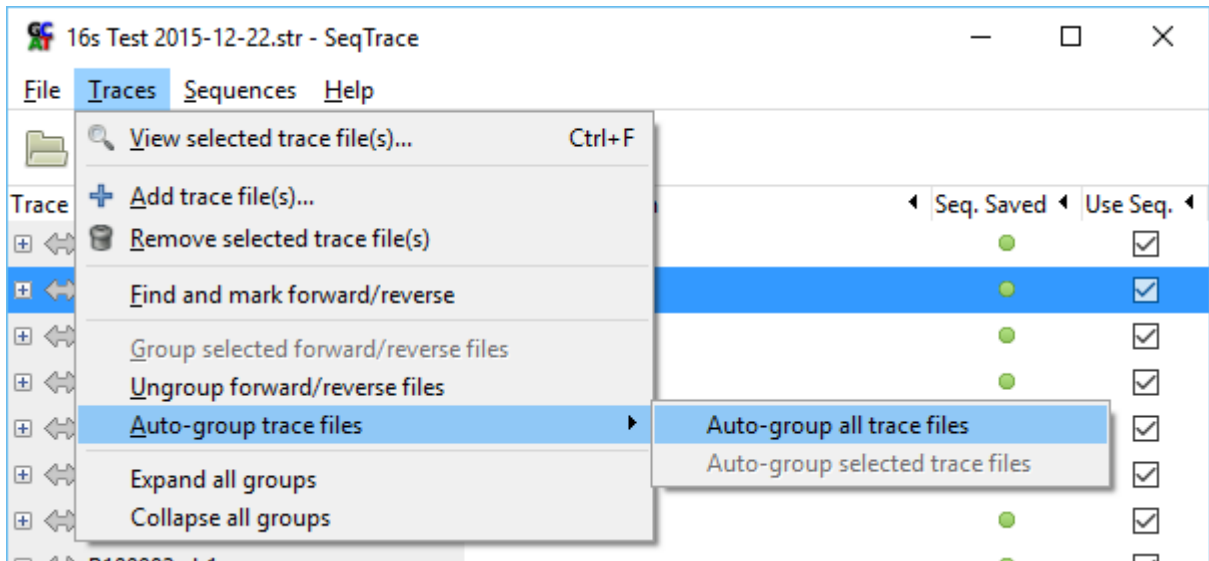 16s Test 2015-12-22.str - SeqTrace
File Traces Sequences Help
View selected trace file(s)... Ctrl+F
Trace
Add trace file(s)...
Seq. Saved Use Seq.
Remove selected trace file(s)
Find and mark forward/reverse
Group selected forward/reverse files
Ungroup forward/reverse files
Auto-group trace files
Auto-group all trace files
Auto-group selected trace files
Expand all groups
Collapse all groups